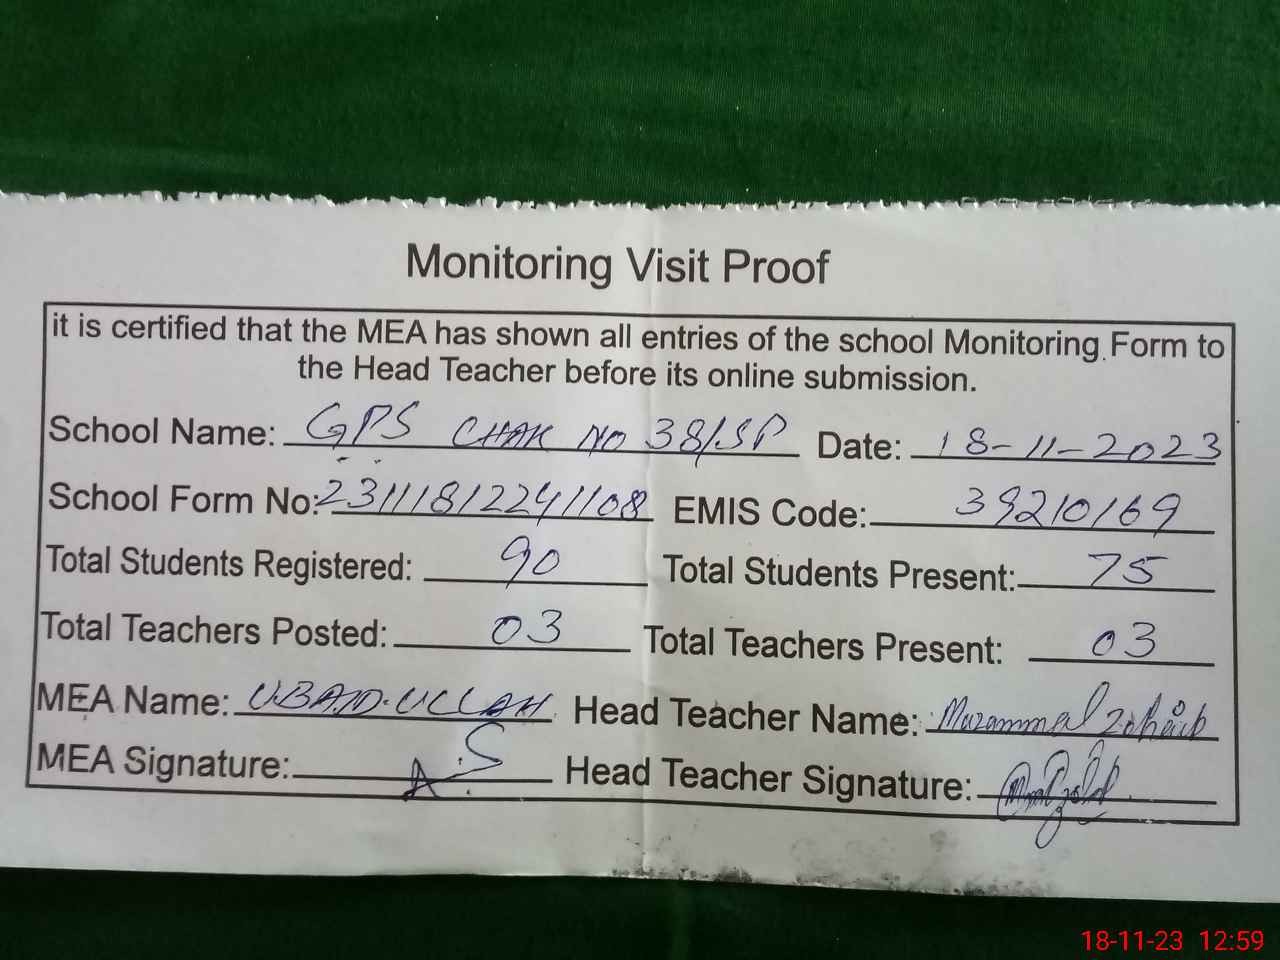 Monitoring Visit Proof
it is certified that the MEA has shown all entries of the school Monitoring Form to
the Head Teacher before its online submission.
School Name: GPS CHAK NO 38/SP Date: 18-11-2023
School Form No: 23111812241108 EMIS Code: 39210169
Total Students Registered: 90 Total Students Present: 75
Total Teachers Posted: 03 Total Teachers Present: 03
MEA Name: UBAID-ULLAH Head Teacher Name: Muzammal Zohaib
MEA Signature: Head Teacher Signature:
18-11-23 12:59